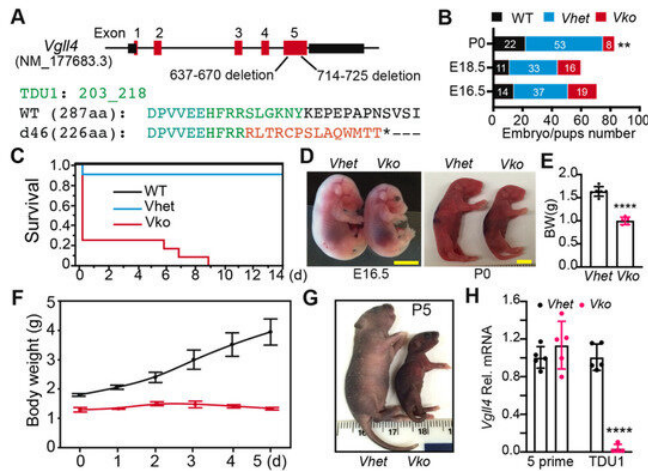 A
Vgll4
(NM_177683.3)
Exon 1 2 3 4 5
637-670 deletion 714-725 deletion
TDU1: 203_218
WT (287aa): DPVVEEHFRRSLGKNYKEPEPAPNSVSI
d46(226aa): DPVVEEHFRRRLTRCPSLAQWMTT*---
B
WT Vhet Vko
P0 22 53 8 **
E18.5 11 33 16
E16.5 14 37 19
0 20 40 60 80 100
Embryo/pups number
C
Survival
1.0
0.8
0.6
0.4
0.2
0
WT
Vhet
Vko
0 2 4 6 8 10 12 14 (d)
D
Vhet Vko Vhet Vko
E16.5 P0
E
BW(g)
2.0
1.5
1.0
0.5
0
****
Vhet Vko
F
Body weight (g)
5
4
3
2
1
0
0 1 2 3 4 5 (d)
G
P5
16 17 18
Vhet Vko
H
Vhet Vko
Vgll4 Rel. mRNA
1.6
1.2
0.8
0.4
0.0
****
5 prime TDU1